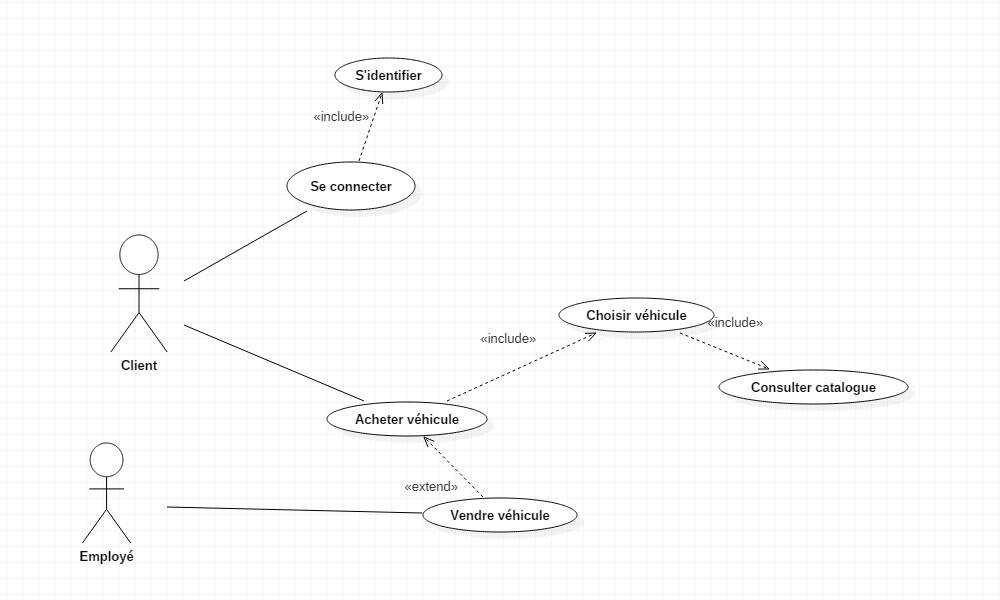 S'identifier
«include»
Se connecter
Client
Choisir véhicule
«include»
«include»
Consulter catalogue
Acheter véhicule
«extend»
Vendre véhicule
Employé